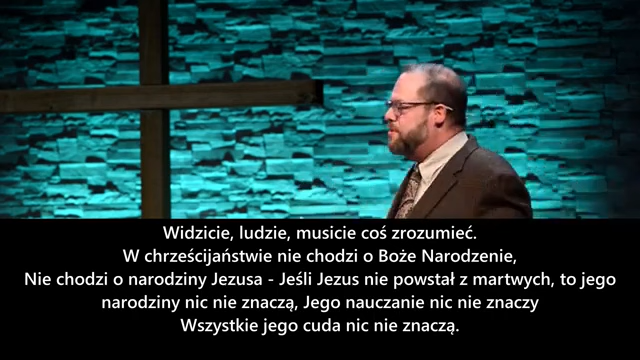 Widzicie, ludzie, musicie coś zrozumieć.
W chrześcijaństwie nie chodzi o Boże Narodzenie,
Nie chodzi o narodziny Jezusa - Jeśli Jezus nie powstał z martwych, to jego
narodziny nic nie znaczą, Jego nauczanie nic nie znaczy
Wszystkie jego cuda nic nie znaczą.